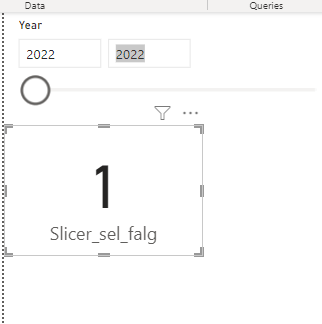 Data Queries
Year
2022 2022
1
Slicer_sel_falg